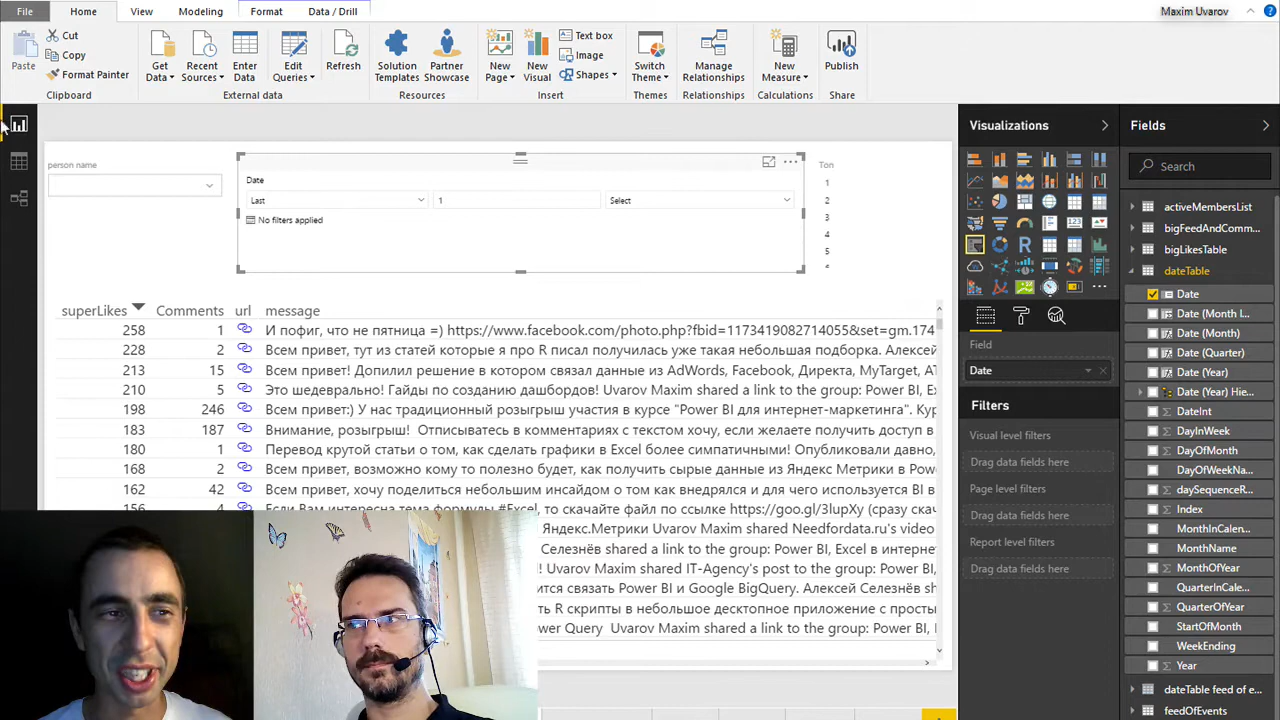 File
Home
View
Modeling
Format
Data / Drill
Maxim Uvarov
Paste
Cut
Copy
Format Painter
Clipboard
Get Data
Recent Sources
Enter Data
Edit Queries
Refresh
External data
Solution Templates
Partner Showcase
Resources
New Page
New Visual
Text box
Image
Shapes
Insert
Switch Theme
Themes
Manage Relationships
Relationships
New Measure
Calculations
Publish
Share
person name
Date
Last
1
Select
No filters applied
Топ
1
2
3
4
5
superLikes Comments url message
258 1 И пофиг, что не пятница =) https://www.facebook.com/photo.php?fbid=1173419082714055&set=gm.174
228 2 Всем привет, тут из статей которые я про R писал получилась уже такая небольшая подборка. Алексей
213 15 Всем привет! Допилил решение в котором связал данные из AdWords, Facebook, Директа, MyTarget, АТ
210 5 Это шедеврально! Гайды по созданию дашбордов! Uvarov Maxim shared a link to the group: Power BI, Ex
198 246 Всем привет:) У нас традиционный розыгрыш участия в курсе "Power BI для интернет-маркетинга". Кур
183 187 Внимание, розыгрыш! Отписываетесь в комментариях с текстом хочу, если желаете получить доступ в
180 1 Перевод крутой статьи о том, как сделать графики в Excel более симпатичными! Опубликовали давно,
168 2 Всем привет, возможно кому то полезно будет, как получить сырые данные из Яндекс Метрики в Powe
162 42 Всем привет, хочу поделиться небольшим инсайдом о том как внедрялся и для чего используется BI в
156 4 Если Вам интересна тема формулы #Excel, то скачайте файл по ссылке https://goo.gl/3lupXy (сразу ск
Яндекс.Метрики Uvarov Maxim shared Needfordata.ru's video
Селезнёв shared a link to the group: Power BI, Excel в интернет
! Uvarov Maxim shared IT-Agency's post to the group: Power BI,
тся связать Power BI и Google BigQuery. Алексей Селезнёв sh
ть R скрипты в небольшое десктопное приложение с просты
ower Query Uvarov Maxim shared a link to the group: Power BI, I
Visualizations
Field
Date
Filters
Visual level filters
Drag data fields here
Page level filters
Drag data fields here
Report level filters
Drag data fields here
Fields
Search
activeMembersList
bigFeedAndComm...
bigLikesTable
dateTable
Date
Date (Month I...
Date (Month)
Date (Quarter)
Date (Year)
Date (Year) Hie...
DateInt
DayInWeek
DayOfMonth
DayOfWeekNa...
daySequenceR...
Index
MonthInCalen...
MonthName
MonthOfYear
QuarterInCale...
QuarterOfYear
StartOfMonth
WeekEnding
Year
dateTable feed of e...
feedOfEvents